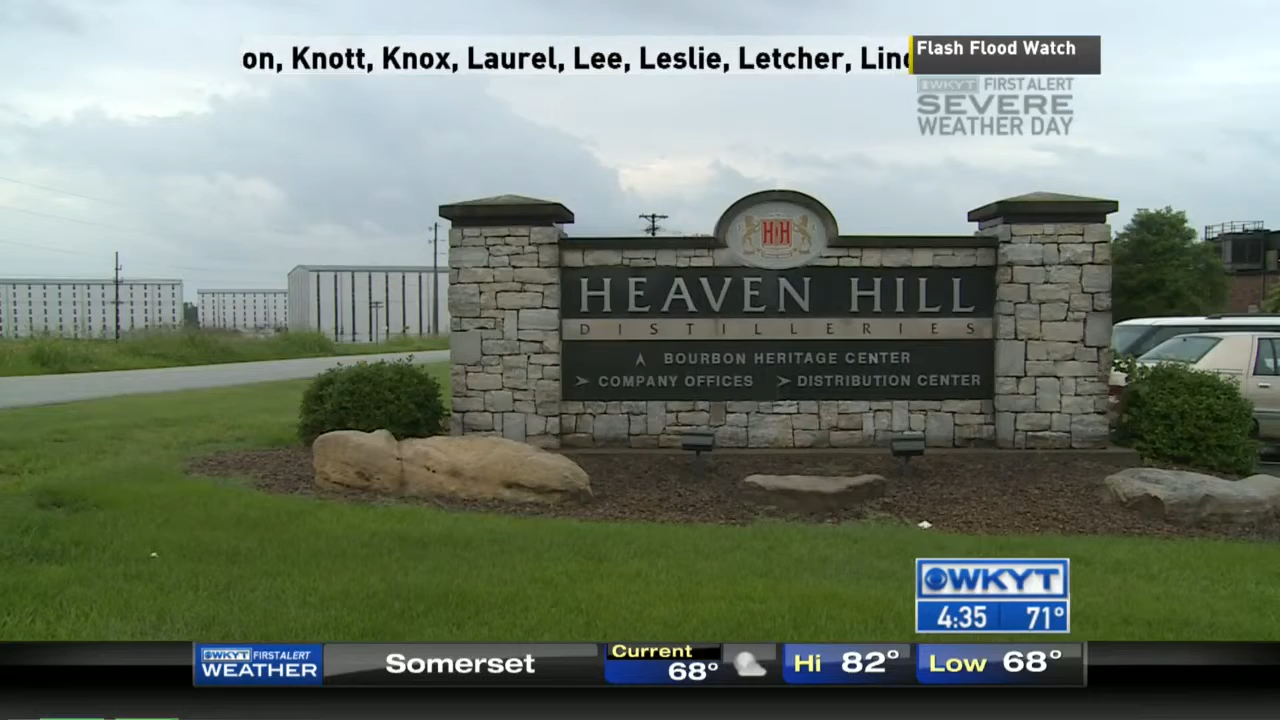 on, Knott, Knox, Laurel, Lee, Leslie, Letcher,
Flash Flood Watch
WKYT FIRST ALERT
SEVERE
WEATHER DAY
HH
HEAVEN HILL
DISTILLERIES
BOURBON HERITAGE CENTER
COMPANY OFFICES DISTRIBUTION CENTER
WKYT
4:35 71°
WKYT FIRST ALERT
WEATHER
Somerset
Current
68°
Hi 82°
Low 68°